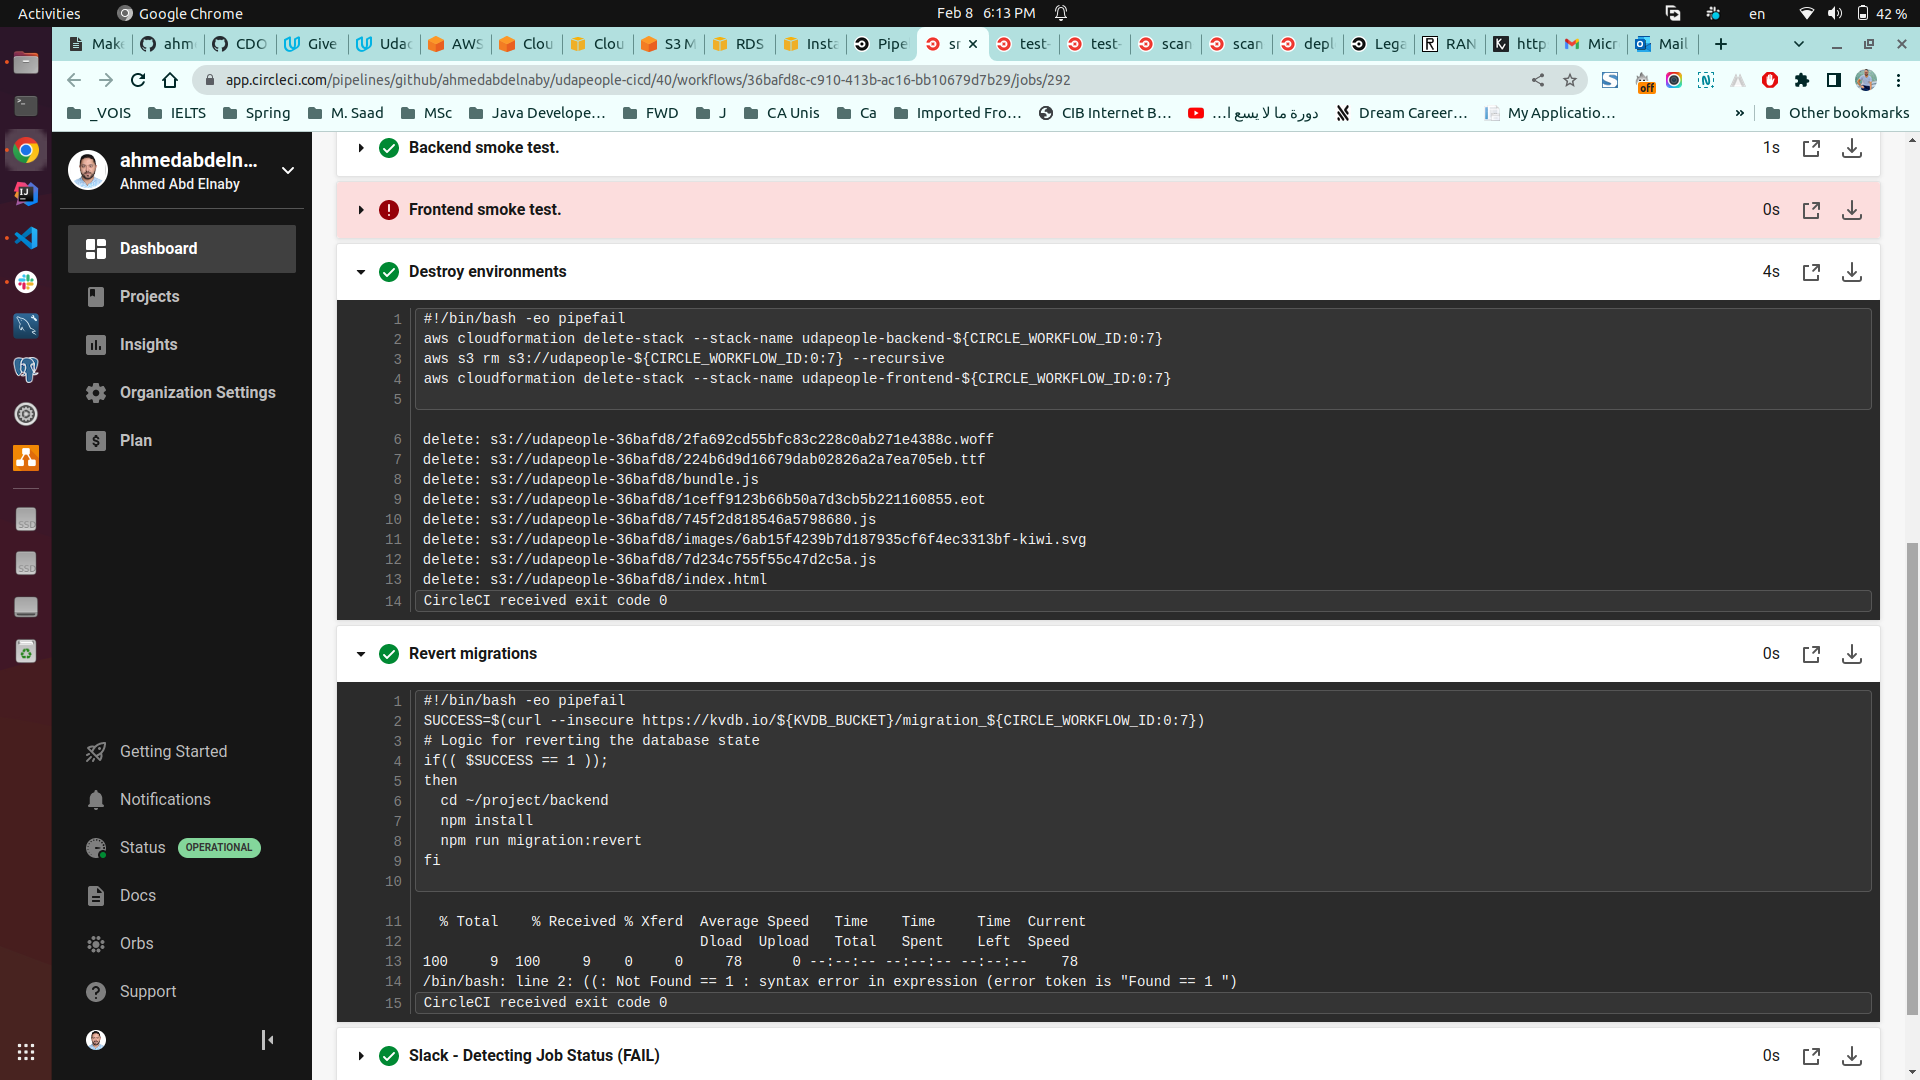 Activities
Google Chrome
Feb 8 6:13 PM
en
42 %
Make
ahm
CDO
Give
Udac
AWS
Clou
Clou
S3 M
RDS
Insta
Pipe
sr
test-
test-
scan
scan
depl
Lega
RAN
http
Micr
Mail
app.circleci.com/pipelines/github/ahmedabdelnaby/udapeople-cicd/40/workflows/36bafd8c-c910-413b-ac16-bb10679d7b29/jobs/292
off
_VOIS
IELTS
Spring
M. Saad
MSc
Java Develope...
FWD
J
CA Unis
Ca
Imported Fro...
CIB Internet B...
دورة ما لا يسع ا...
Dream Career...
My Applicatio...
»
Other bookmarks
ahmedabdeln...
Ahmed Abd Elnaby
Dashboard
Projects
Insights
Organization Settings
Plan
Getting Started
Notifications
Status OPERATIONAL
Docs
Orbs
Support
Backend smoke test.
1s
Frontend smoke test.
0s
Destroy environments
4s
1 #!/bin/bash -eo pipefail
2 aws cloudformation delete-stack --stack-name udapeople-backend-${CIRCLE_WORKFLOW_ID:0:7}
3 aws s3 rm s3://udapeople-${CIRCLE_WORKFLOW_ID:0:7} --recursive
4 aws cloudformation delete-stack --stack-name udapeople-frontend-${CIRCLE_WORKFLOW_ID:0:7}
5
6 delete: s3://udapeople-36bafd8/2fa692cd55bfc83c228c0ab271e4388c.woff
7 delete: s3://udapeople-36bafd8/224b6d9d16679dab02826a2a7ea705eb.ttf
8 delete: s3://udapeople-36bafd8/bundle.js
9 delete: s3://udapeople-36bafd8/1ceff9123b66b50a7d3cb5b221160855.eot
10 delete: s3://udapeople-36bafd8/745f2d818546a5798680.js
11 delete: s3://udapeople-36bafd8/images/6ab15f4239b7d187935cf6f4ec3313bf-kiwi.svg
12 delete: s3://udapeople-36bafd8/7d234c755f55c47d2c5a.js
13 delete: s3://udapeople-36bafd8/index.html
14 CircleCI received exit code 0
Revert migrations
0s
1 #!/bin/bash -eo pipefail
2 SUCCESS=$(curl --insecure https://kvdb.io/${KVDB_BUCKET}/migration_${CIRCLE_WORKFLOW_ID:0:7})
3 # Logic for reverting the database state
4 if(( $SUCCESS == 1 ));
5 then
6 cd ~/project/backend
7 npm install
8 npm run migration:revert
9 fi
10
11 % Total % Received % Xferd Average Speed Time Time Time Current
12 Dload Upload Total Spent Left Speed
13 100 9 100 9 0 0 78 0 --:--:-- --:--:-- --:--:-- 78
14 /bin/bash: line 2: ((: Not Found == 1 : syntax error in expression (error token is "Found == 1 ")
15 CircleCI received exit code 0
Slack - Detecting Job Status (FAIL)
0s